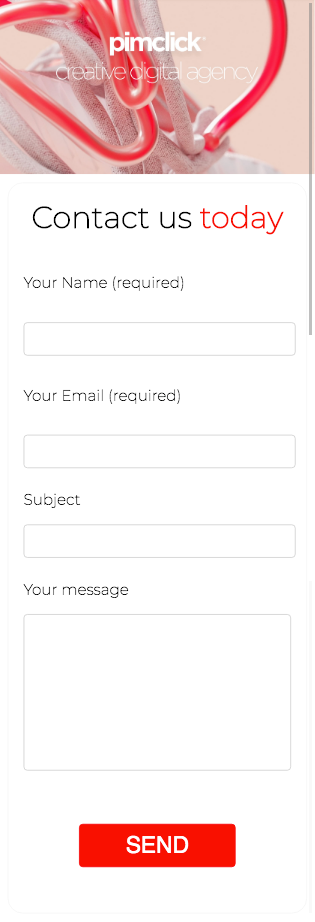 pimclick
creative digital agency
Contact us today
Your Name (required)
Your Email (required)
Subject
Your message
SEND